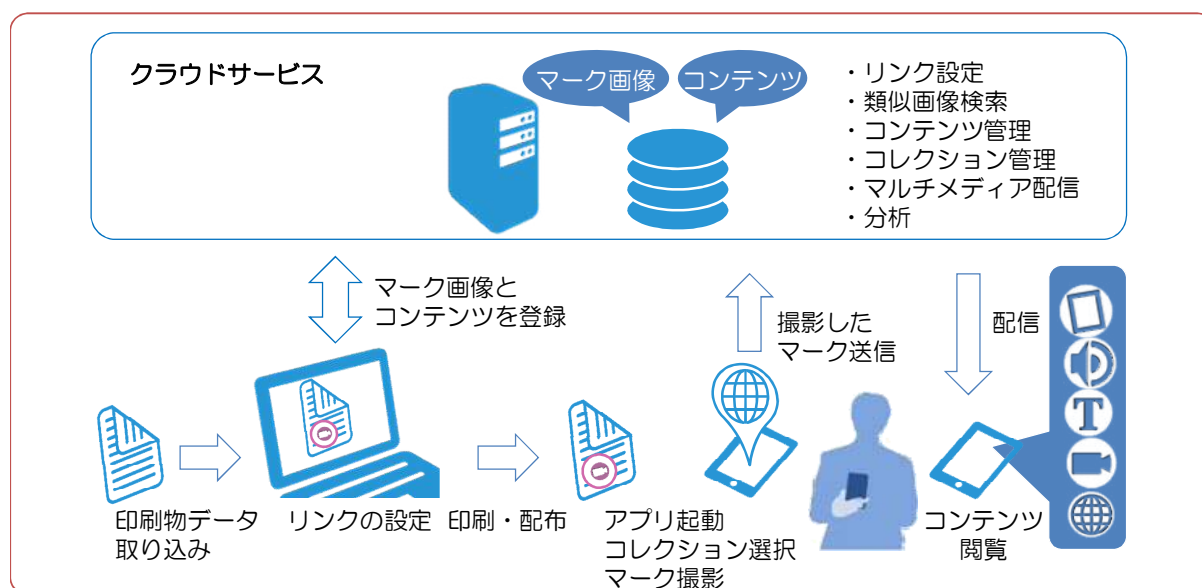 クラウドサービス
マーク画像
コンテンツ
・リンク設定
・類似画像検索
・コンテンツ管理
・コレクション管理
・マルチメディア配信
・分析
マーク画像と
コンテンツを登録
撮影した
マーク送信
配信
T
印刷物データ
取り込み
リンクの設定
印刷・配布
アプリ起動
コレクション選択
マーク撮影
コンテンツ
閲覧